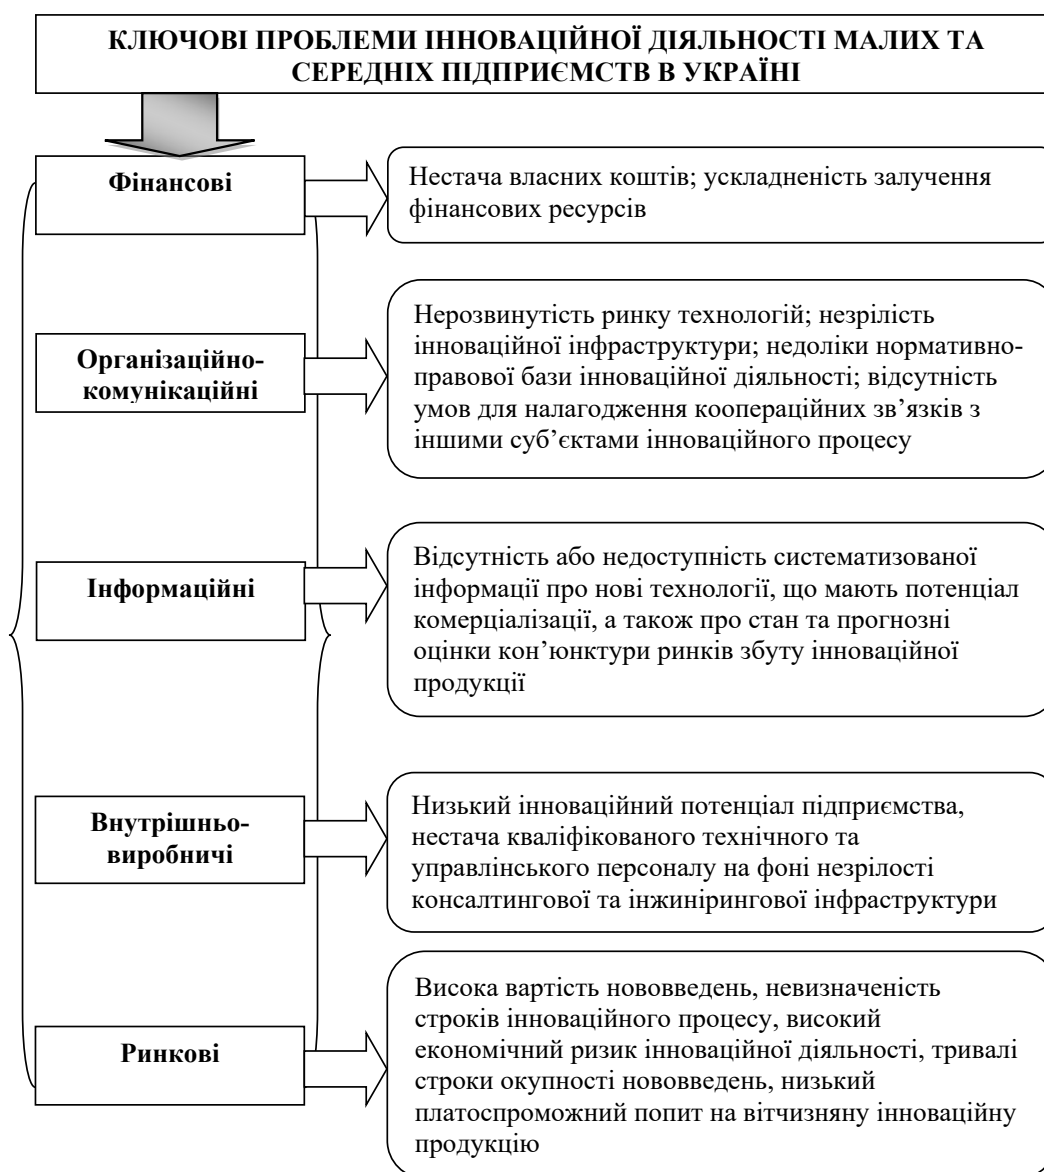 КЛЮЧОВІ ПРОБЛЕМИ ІННОВАЦІЙНОЇ ДІЯЛЬНОСТІ МАЛИХ ТА
СЕРЕДНІХ ПІДПРИЄМСТВ В УКРАЇНІ
Фінансові
Нестача власних коштів; ускладненість залучення
фінансових ресурсів
Організаційно-
комунікаційні
Нерозвинутість ринку технологій; незрілість
інноваційної інфраструктури; недоліки нормативно-
правової бази інноваційної діяльності; відсутність
умов для налагодження коопераційних зв’язків з
іншими суб’єктами інноваційного процесу
Інформаційні
Відсутність або недоступність систематизованої
інформації про нові технології, що мають потенціал
комерціалізації, а також про стан та прогнозні
оцінки кон’юнктури ринків збуту інноваційної
продукції
Внутрішньо-
виробничі
Низький інноваційний потенціал підприємства,
нестача кваліфікованого технічного та
управлінського персоналу на фоні незрілості
консалтингової та інжинірингової інфраструктури
Ринкові
Висока вартість нововведень, невизначеність
строків інноваційного процесу, високий
економічний ризик інноваційної діяльності, тривалі
строки окупності нововведень, низький
платоспроможний попит на вітчизняну інноваційну
продукцію